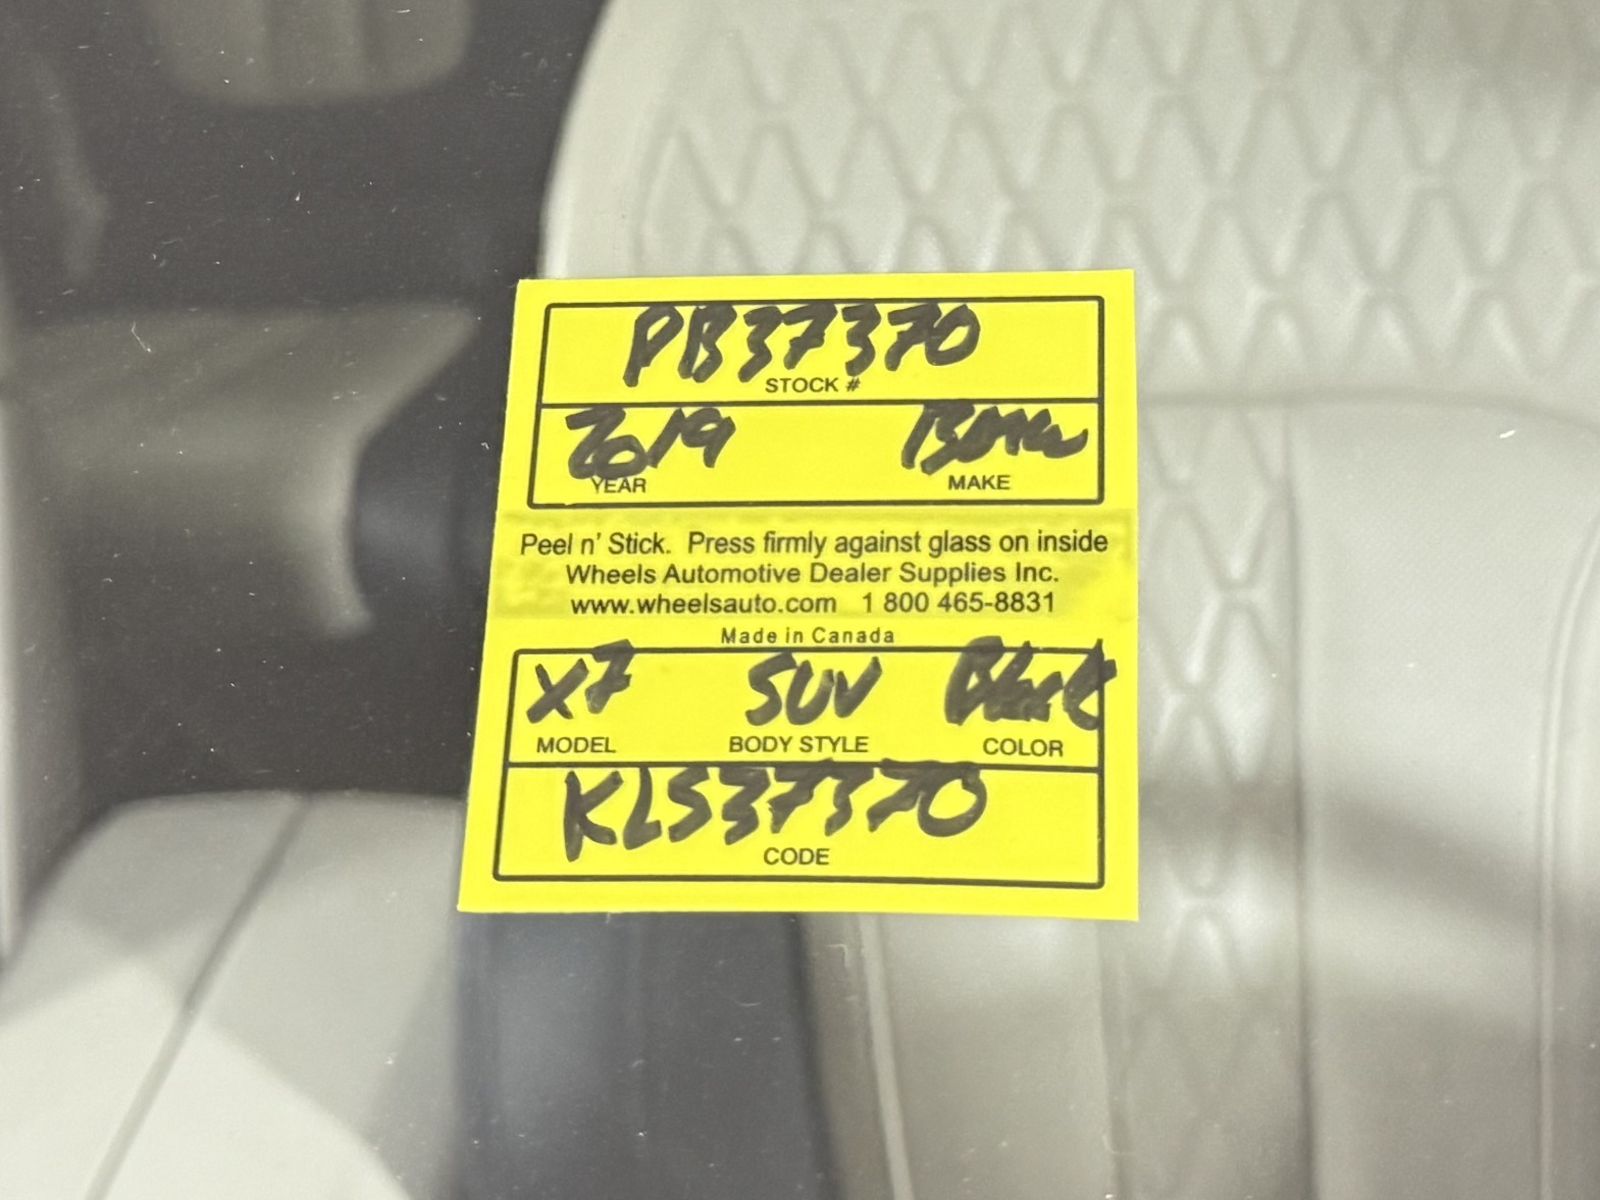 PB37370
STOCK #
2019 BMW
YEAR MAKE
Peel n' Stick. Press firmly against glass on inside
Wheels Automotive Dealer Supplies Inc.
www.wheelsauto.com 1 800 465-8831
Made in Canada
X7 SUV Black
MODEL BODY STYLE COLOR
KLS37370
CODE